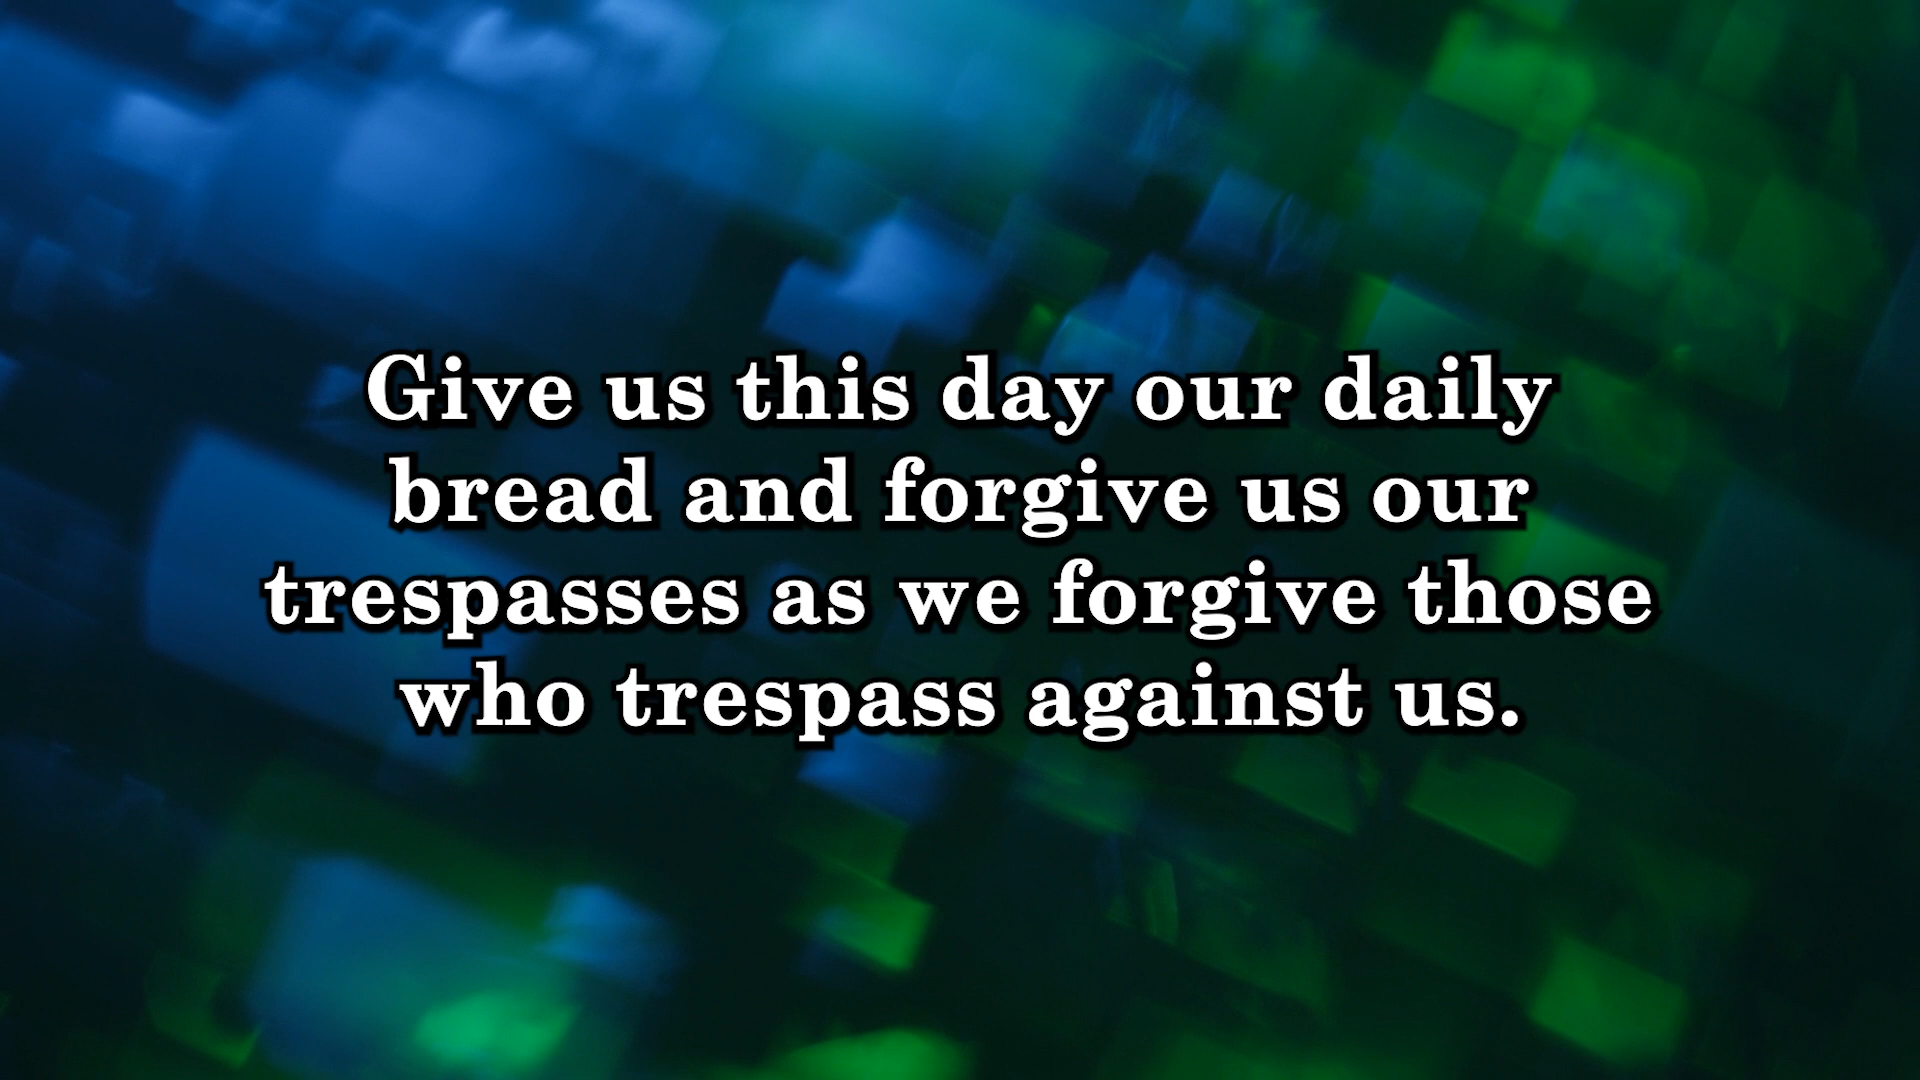 Give us this day our daily
bread and forgive us our
trespasses as we forgive those
who trespass against us.